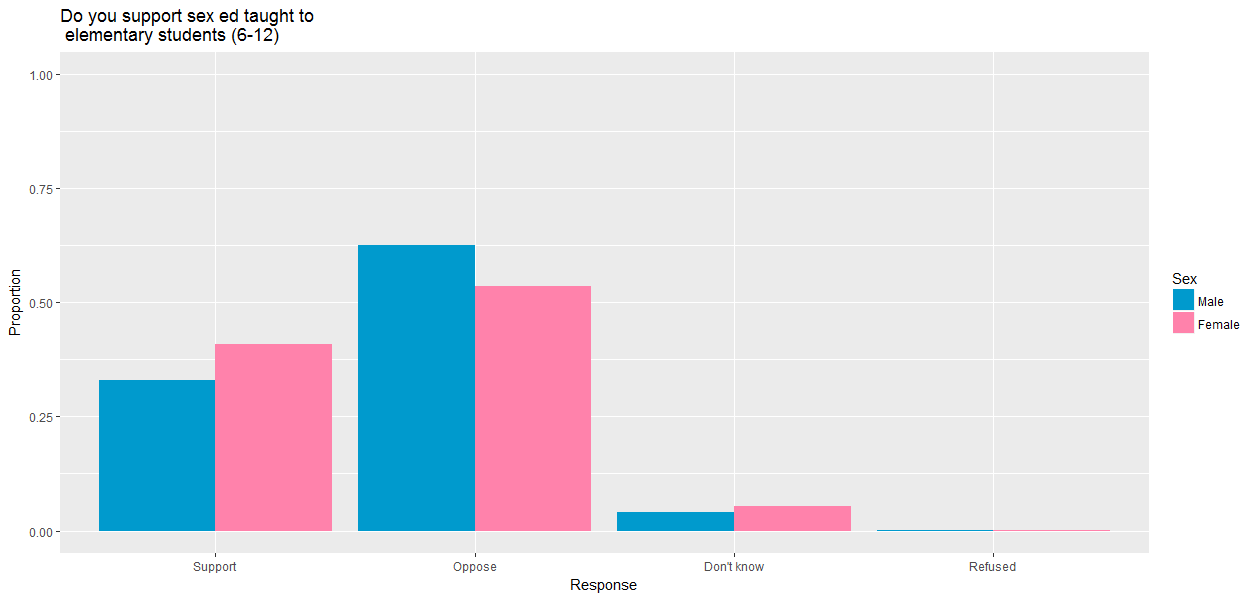 Do you support sex ed taught to
elementary students (6-12)
1.00
0.75
0.50
0.25
0.00
Proportion
Support
Oppose
Don't know
Refused
Response
Sex
Male
Female